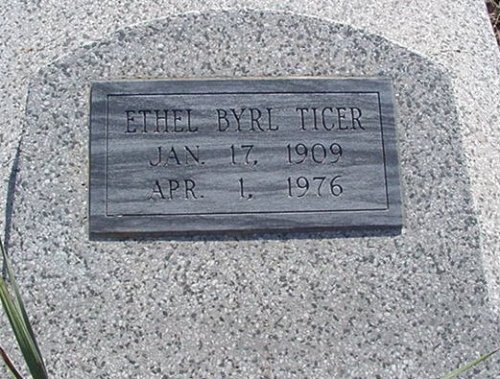 ETHEL BYRL TICER
JAN. 17, 1909
APR. 1, 1976